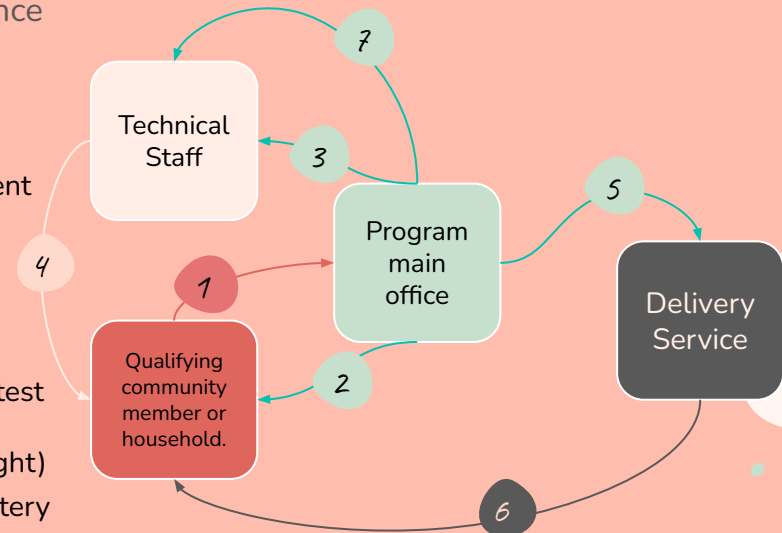 nce
7
Technical
Staff
3
ent
5
Program
main
office
4
1
Delivery
Service
Qualifying
community
member or
household.
2
test
ght)
tery
6